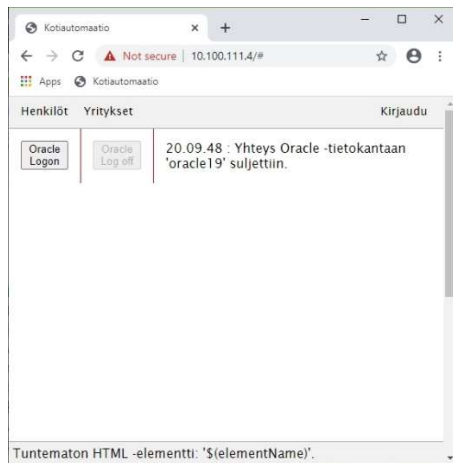 Kotiautomaatio
Not secure | 10.100.111.4/#
Apps Kotiautomaatio
Henkilöt Yritykset Kirjaudu
Oracle
Logon
Oracle
Log off
20.09.48 : Yhteys Oracle -tietokantaan
'oracle19' suljettiin.
Tuntematon HTML -elementti: '$(elementName)'.